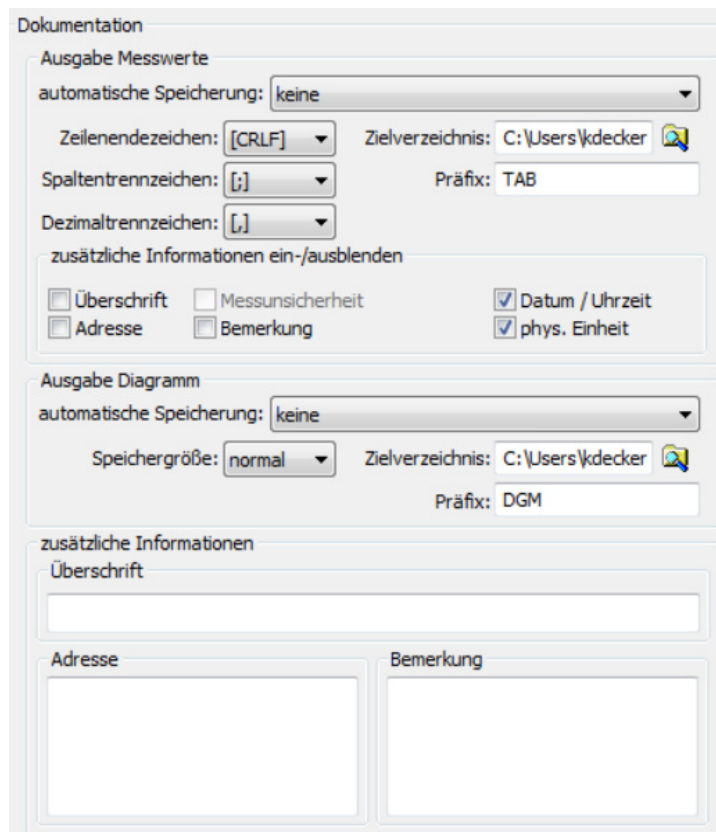 Dokumentation
Ausgabe Messwerte
automatische Speicherung: keine
Zeilenendezeichen: [CRLF] Zielverzeichnis: C:\Users\kdecker
Spaltentrennzeichen: [;] Präfix: TAB
Dezimaltrennzeichen: [,]
zusätzliche Informationen ein-/ausblenden
Überschrift Messunsicherheit Datum / Uhrzeit
Adresse Bemerkung phys. Einheit
Ausgabe Diagramm
automatische Speicherung: keine
Speichergröße: normal Zielverzeichnis: C:\Users\kdecker
Präfix: DGM
zusätzliche Informationen
Überschrift
Adresse Bemerkung